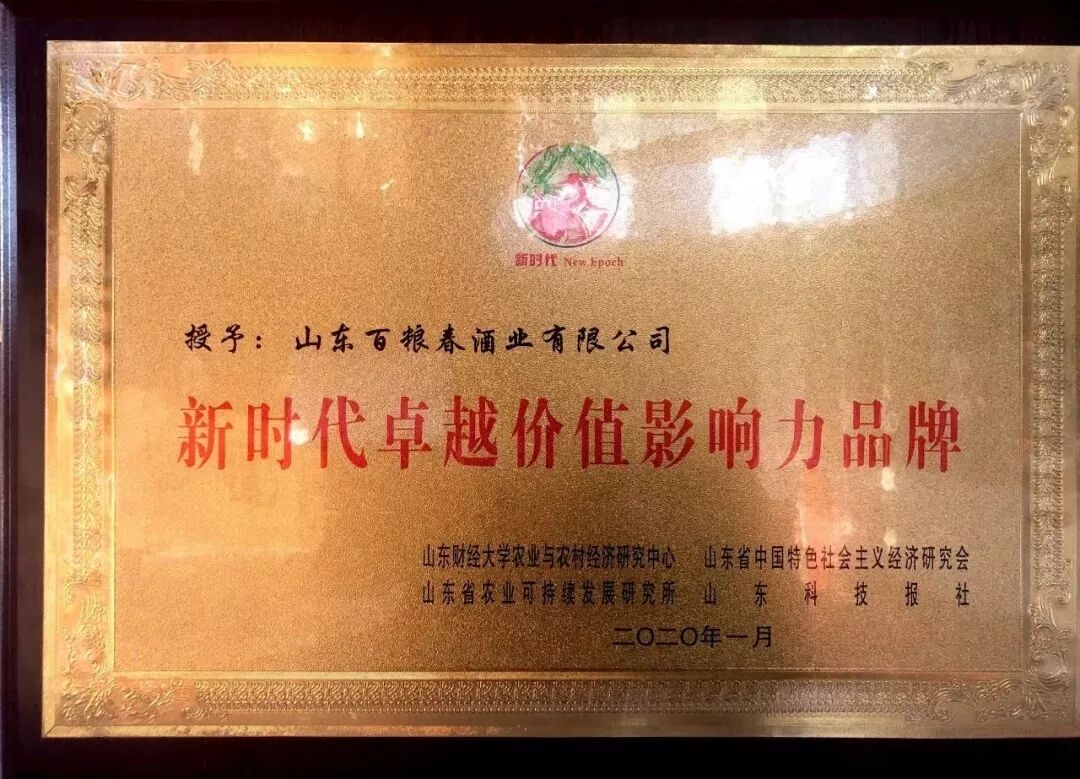 新时代 New Epoch
授予：山东百粮春酒业有限公司
新时代卓越价值影响力品牌
山东财经大学农业与农村经济研究中心 山东省中国特色社会主义经济研究会
山东省农业可持续发展研究所 山东科技报社
二〇二〇年一月